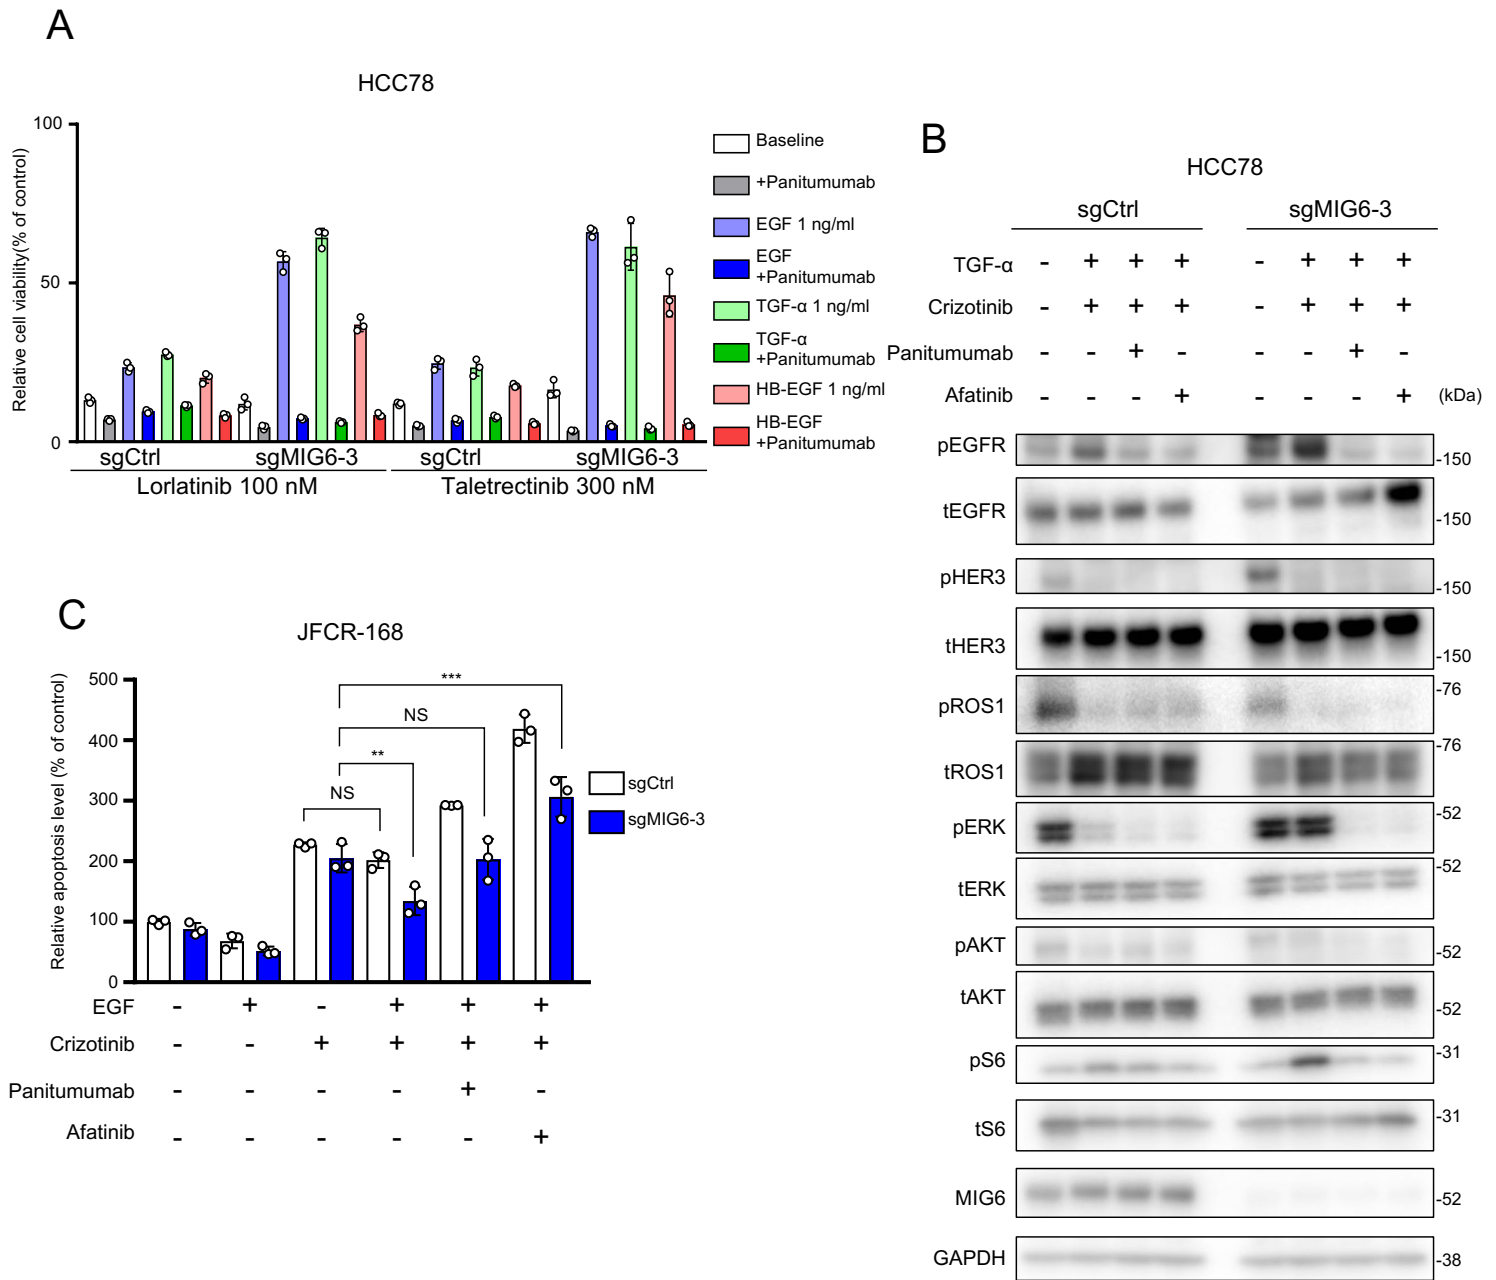 A
HCC78
Relative cell viability(% of control)
100
50
0
sgCtrl
sgMIG6-3
sgCtrl
sgMIG6-3
Lorlatinib 100 nM
Taletrectinib 300 nM
Baseline
+Panitumumab
EGF 1 ng/ml
EGF
+Panitumumab
TGF-α 1 ng/ml
TGF-α
+Panitumumab
HB-EGF 1 ng/ml
HB-EGF
+Panitumumab
B
HCC78
sgCtrl
sgMIG6-3
TGF-α - + + + - + + +
Crizotinib - + + + - + + +
Panitumumab - - + - - - + -
Afatinib - - - + - - - +
(kDa)
pEGFR -150
tEGFR -150
pHER3 -150
tHER3 -150
pROS1 -76
tROS1 -76
pERK -52
tERK -52
pAKT -52
tAKT -52
pS6 -31
tS6 -31
MIG6 -52
GAPDH -38
C
JFCR-168
Relative apoptosis level (% of control)
500
400
300
200
100
0
***
NS
**
NS
sgCtrl
sgMIG6-3
EGF - + - + + +
Crizotinib - - + + + +
Panitumumab - - - - + -
Afatinib - - - - - +